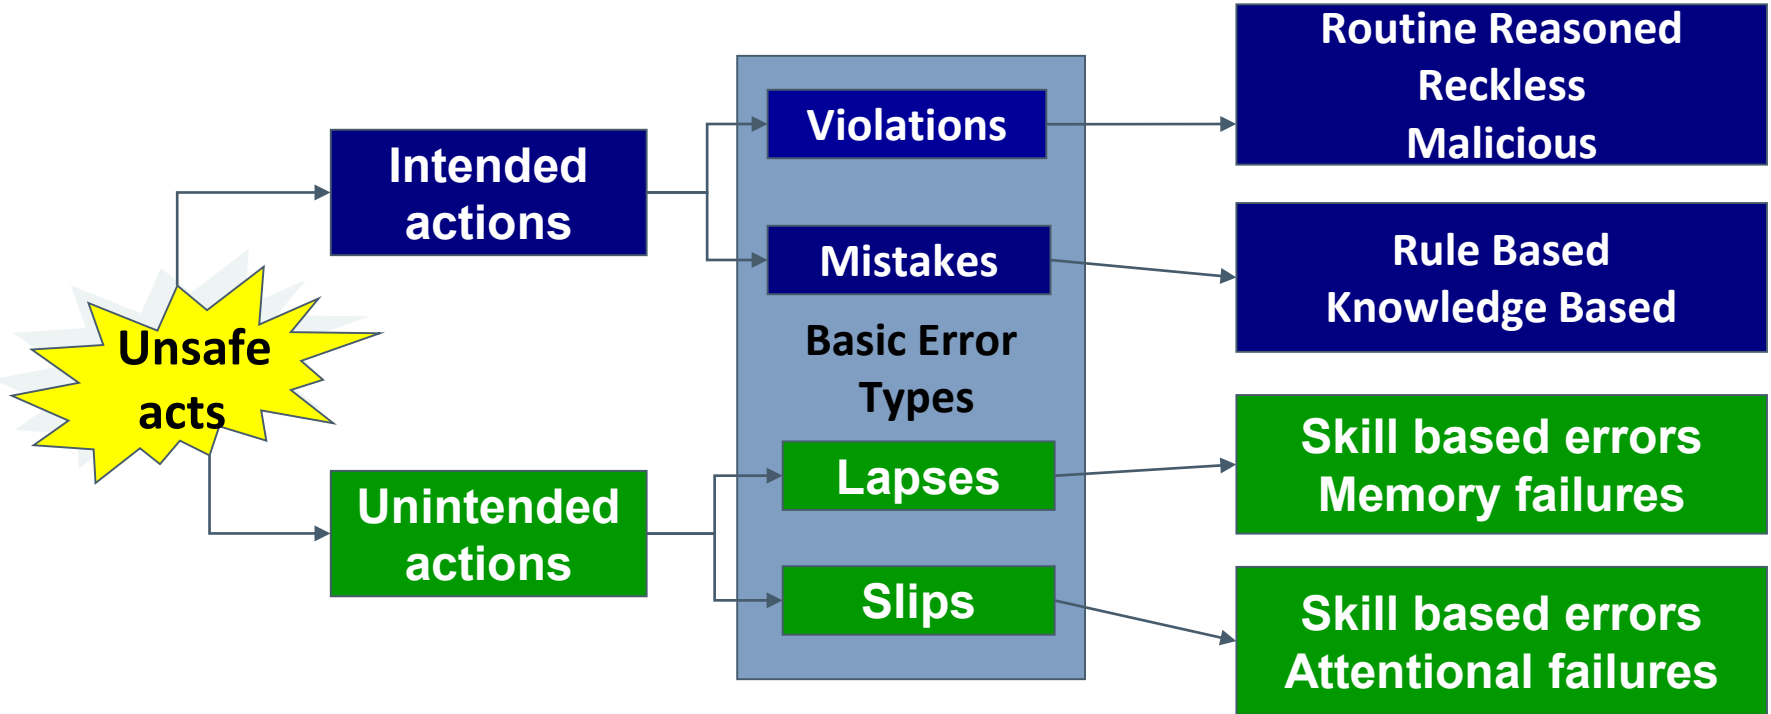 Unsafe
acts
Intended
actions
Unintended
actions
Violations
Mistakes
Basic Error
Types
Lapses
Slips
Routine Reasoned
Reckless
Malicious
Rule Based
Knowledge Based
Skill based errors
Memory failures
Skill based errors
Attentional failures